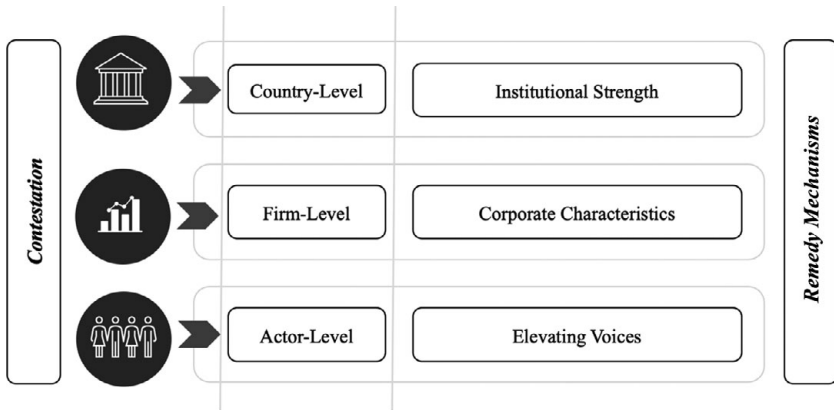 Contestation
Country-Level
Institutional Strength
Firm-Level
Corporate Characteristics
Actor-Level
Elevating Voices
Remedy Mechanisms